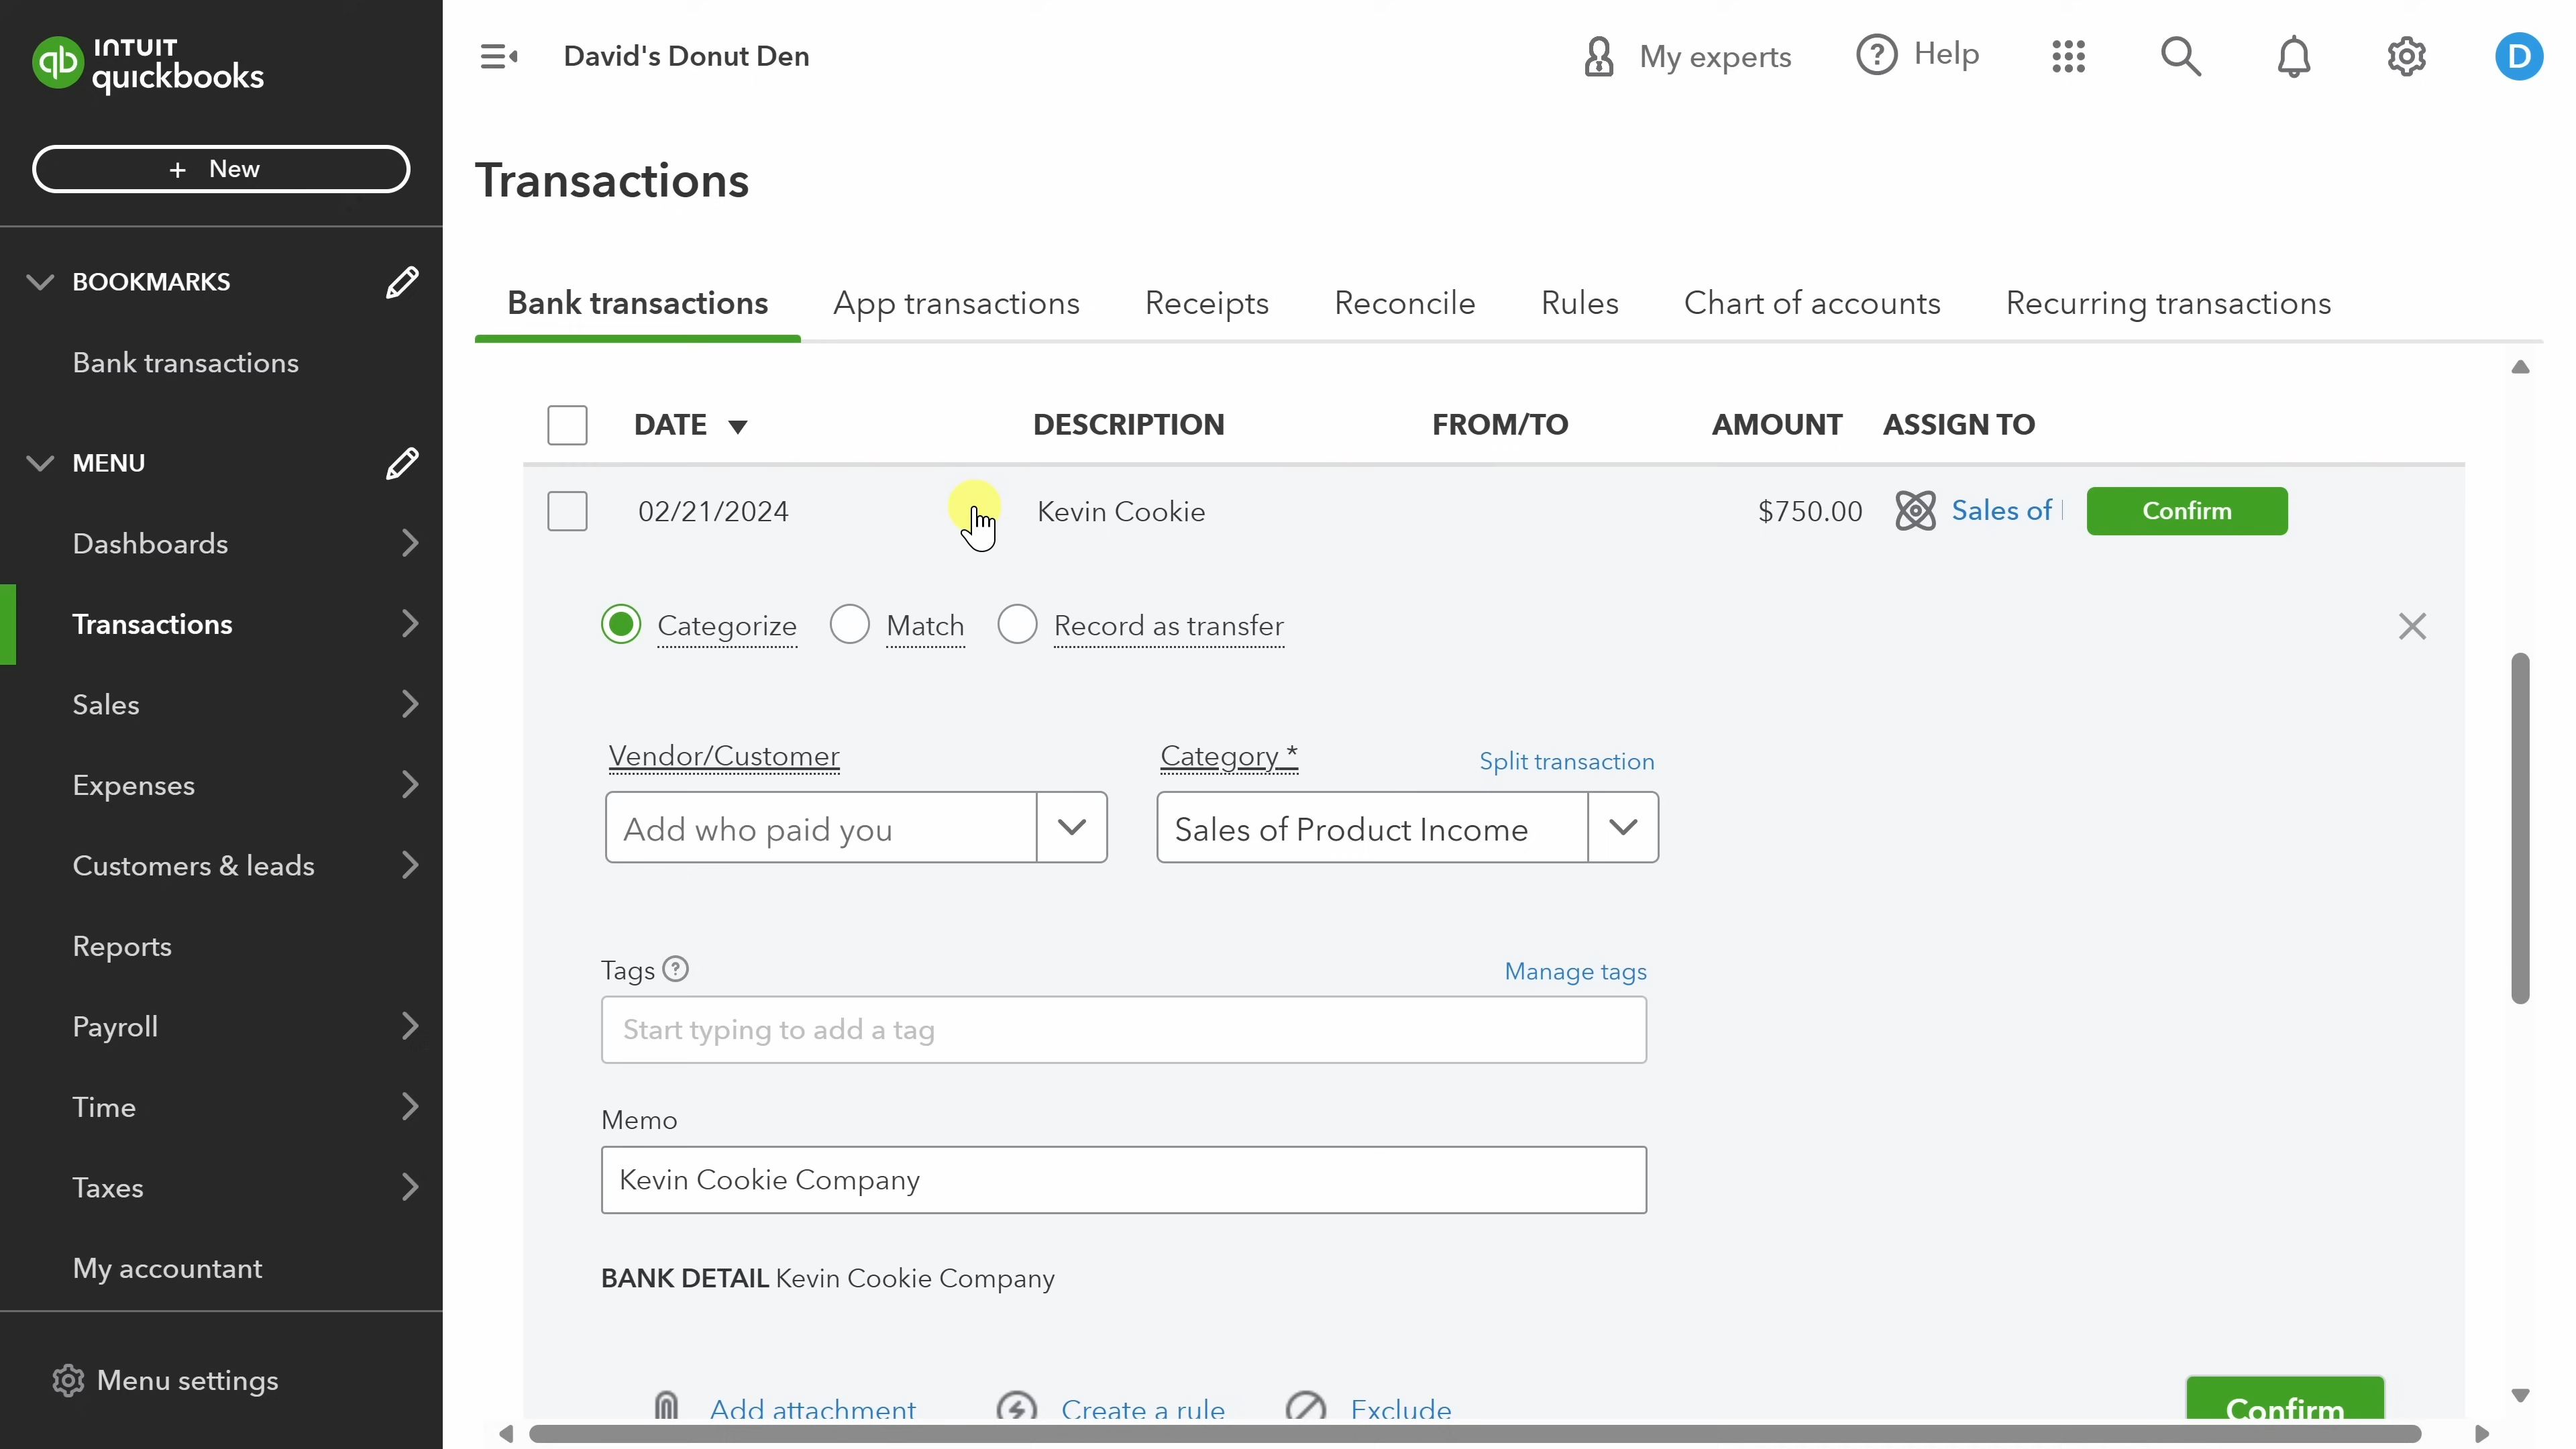 INTUIT
quickbooks
David's Donut Den
My experts
Help
D
+ New
Transactions
BOOKMARKS
Bank transactions
App transactions
Receipts
Reconcile
Rules
Chart of accounts
Recurring transactions
Bank transactions
MENU
DATE
DESCRIPTION
FROM/TO
AMOUNT
ASSIGN TO
02/21/2024
Kevin Cookie
$750.00
Sales of
Confirm
Dashboards
Transactions
Categorize
Match
Record as transfer
Sales
Vendor/Customer
Category *
Split transaction
Expenses
Add who paid you
Sales of Product Income
Customers & leads
Reports
Tags ?
Manage tags
Payroll
Start typing to add a tag
Time
Memo
Taxes
Kevin Cookie Company
My accountant
BANK DETAIL Kevin Cookie Company
Menu settings
Add attachment
Create a rule
Exclude
Confirm